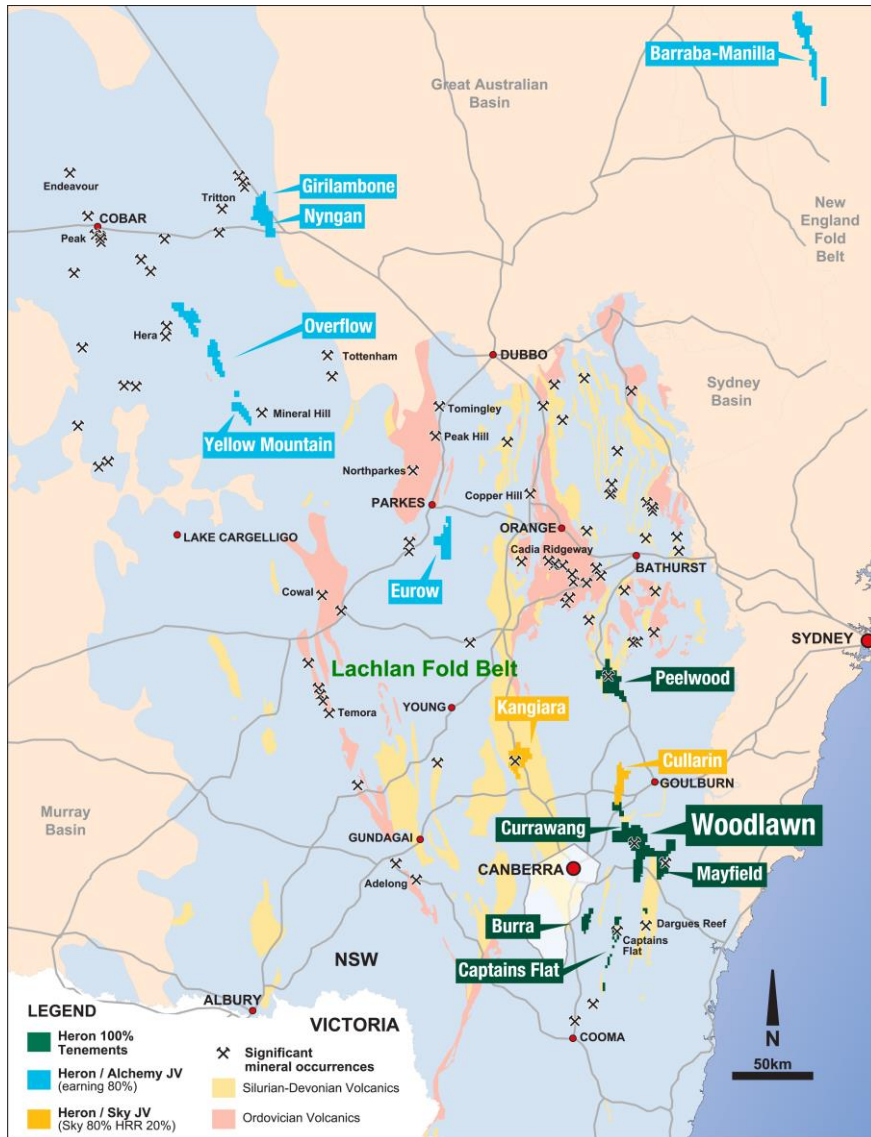 Barraba-Manilla
Great Australian
Basin
Endeavour
Tritton
Girilambone
Nyngan
New
England
Fold
Belt
COBAR
Peak
Hera
Overflow
Tottenham
DUBBO
Sydney
Basin
Mineral Hill
Yellow Mountain
Tomingley
Peak Hill
Northparkes
Copper Hill
PARKES
LAKE CARGELLIGO
ORANGE
Cadia Ridgeway
BATHURST
Eurow
Cowal
SYDNEY
Lachlan Fold Belt
Peelwood
Temora
YOUNG
Kangiara
Cullarin
GOULBURN
Murray
Basin
Currawang
Woodlawn
GUNDAGAI
CANBERRA
Mayfield
Adelong
Burra
Dargues Reef
Captains
Flat
Captains Flat
NSW
ALBURY
VICTORIA
COOMA
N
50km
LEGEND
Heron 100%
Tenements
Heron / Alchemy JV
(earning 80%)
Heron / Sky JV
(Sky 80% HRR 20%)
Significant
mineral occurrences
Silurian-Devonian Volcanics
Ordovician Volcanics